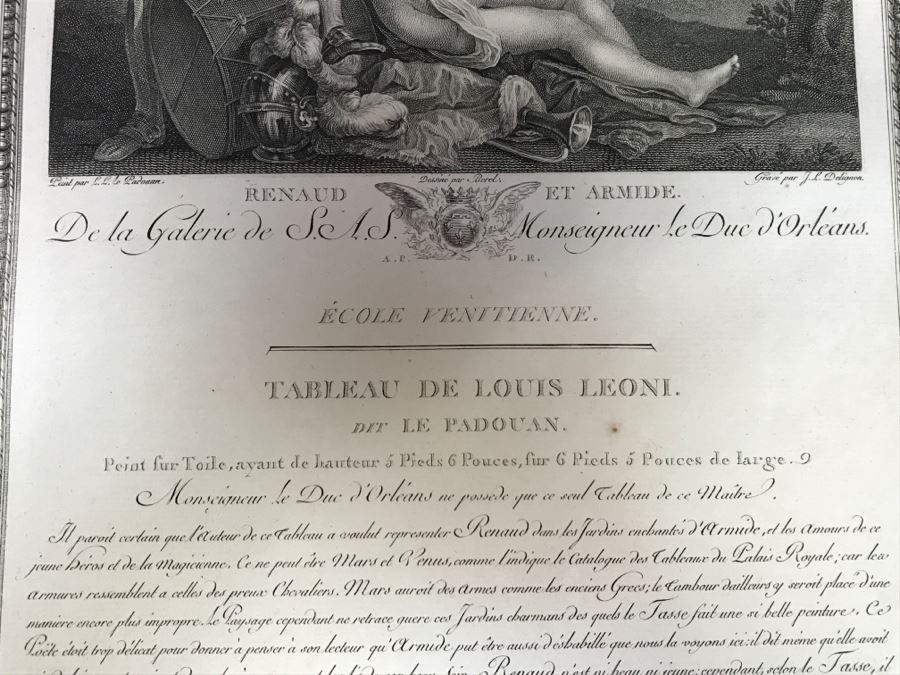 Peint par L. L. le Padouan.
Dessiné par Borel.
Gravé par J. L. Delignon.
RENAUD ET ARMIDE.
De la Galerie de S.A.S. Monseigneur le Duc d'Orléans.
A. P. D. R.
ÉCOLE VENITIENNE.
TABLEAU DE LOUIS LEONI.
DIT LE PADOUAN.
Peint sur Toile, ayant de hauteur 5 Pieds 6 Pouces, sur 6 Pieds 5 Pouces de large.
Monseigneur le Duc d'Orléans ne possede que ce seul Tableau de ce Maître.
Il paroit certain que l'Auteur de ce Tableau a voulut representer Renaud dans les Jardins enchantés d'Armide, et les amours de ce
jeune héros et de la magicienne. Ce ne peut être Mars et Venus, comme l'indique le Catalogue des Tableaux du Palais Royale; car les
armures ressemblent a celles des preux Chevaliers. Mars auroit des Armes comme les enciens Grecs; le tambour dailleurs y seroit placé d'une
maniere encore plus impropre. le Paysage cependant ne retrace guere ces Jardins charmans des quels le Tasse fait une si belle peinture. Ce
Poëte étoit trop délicat pour donner a penser à son lecteur qu'Armide put être aussi déshabillé que nous la voyons ici: il dit même qu'elle avoit
Renaud n'est ni beau ni jeune; cependant, selon le Tasse, il